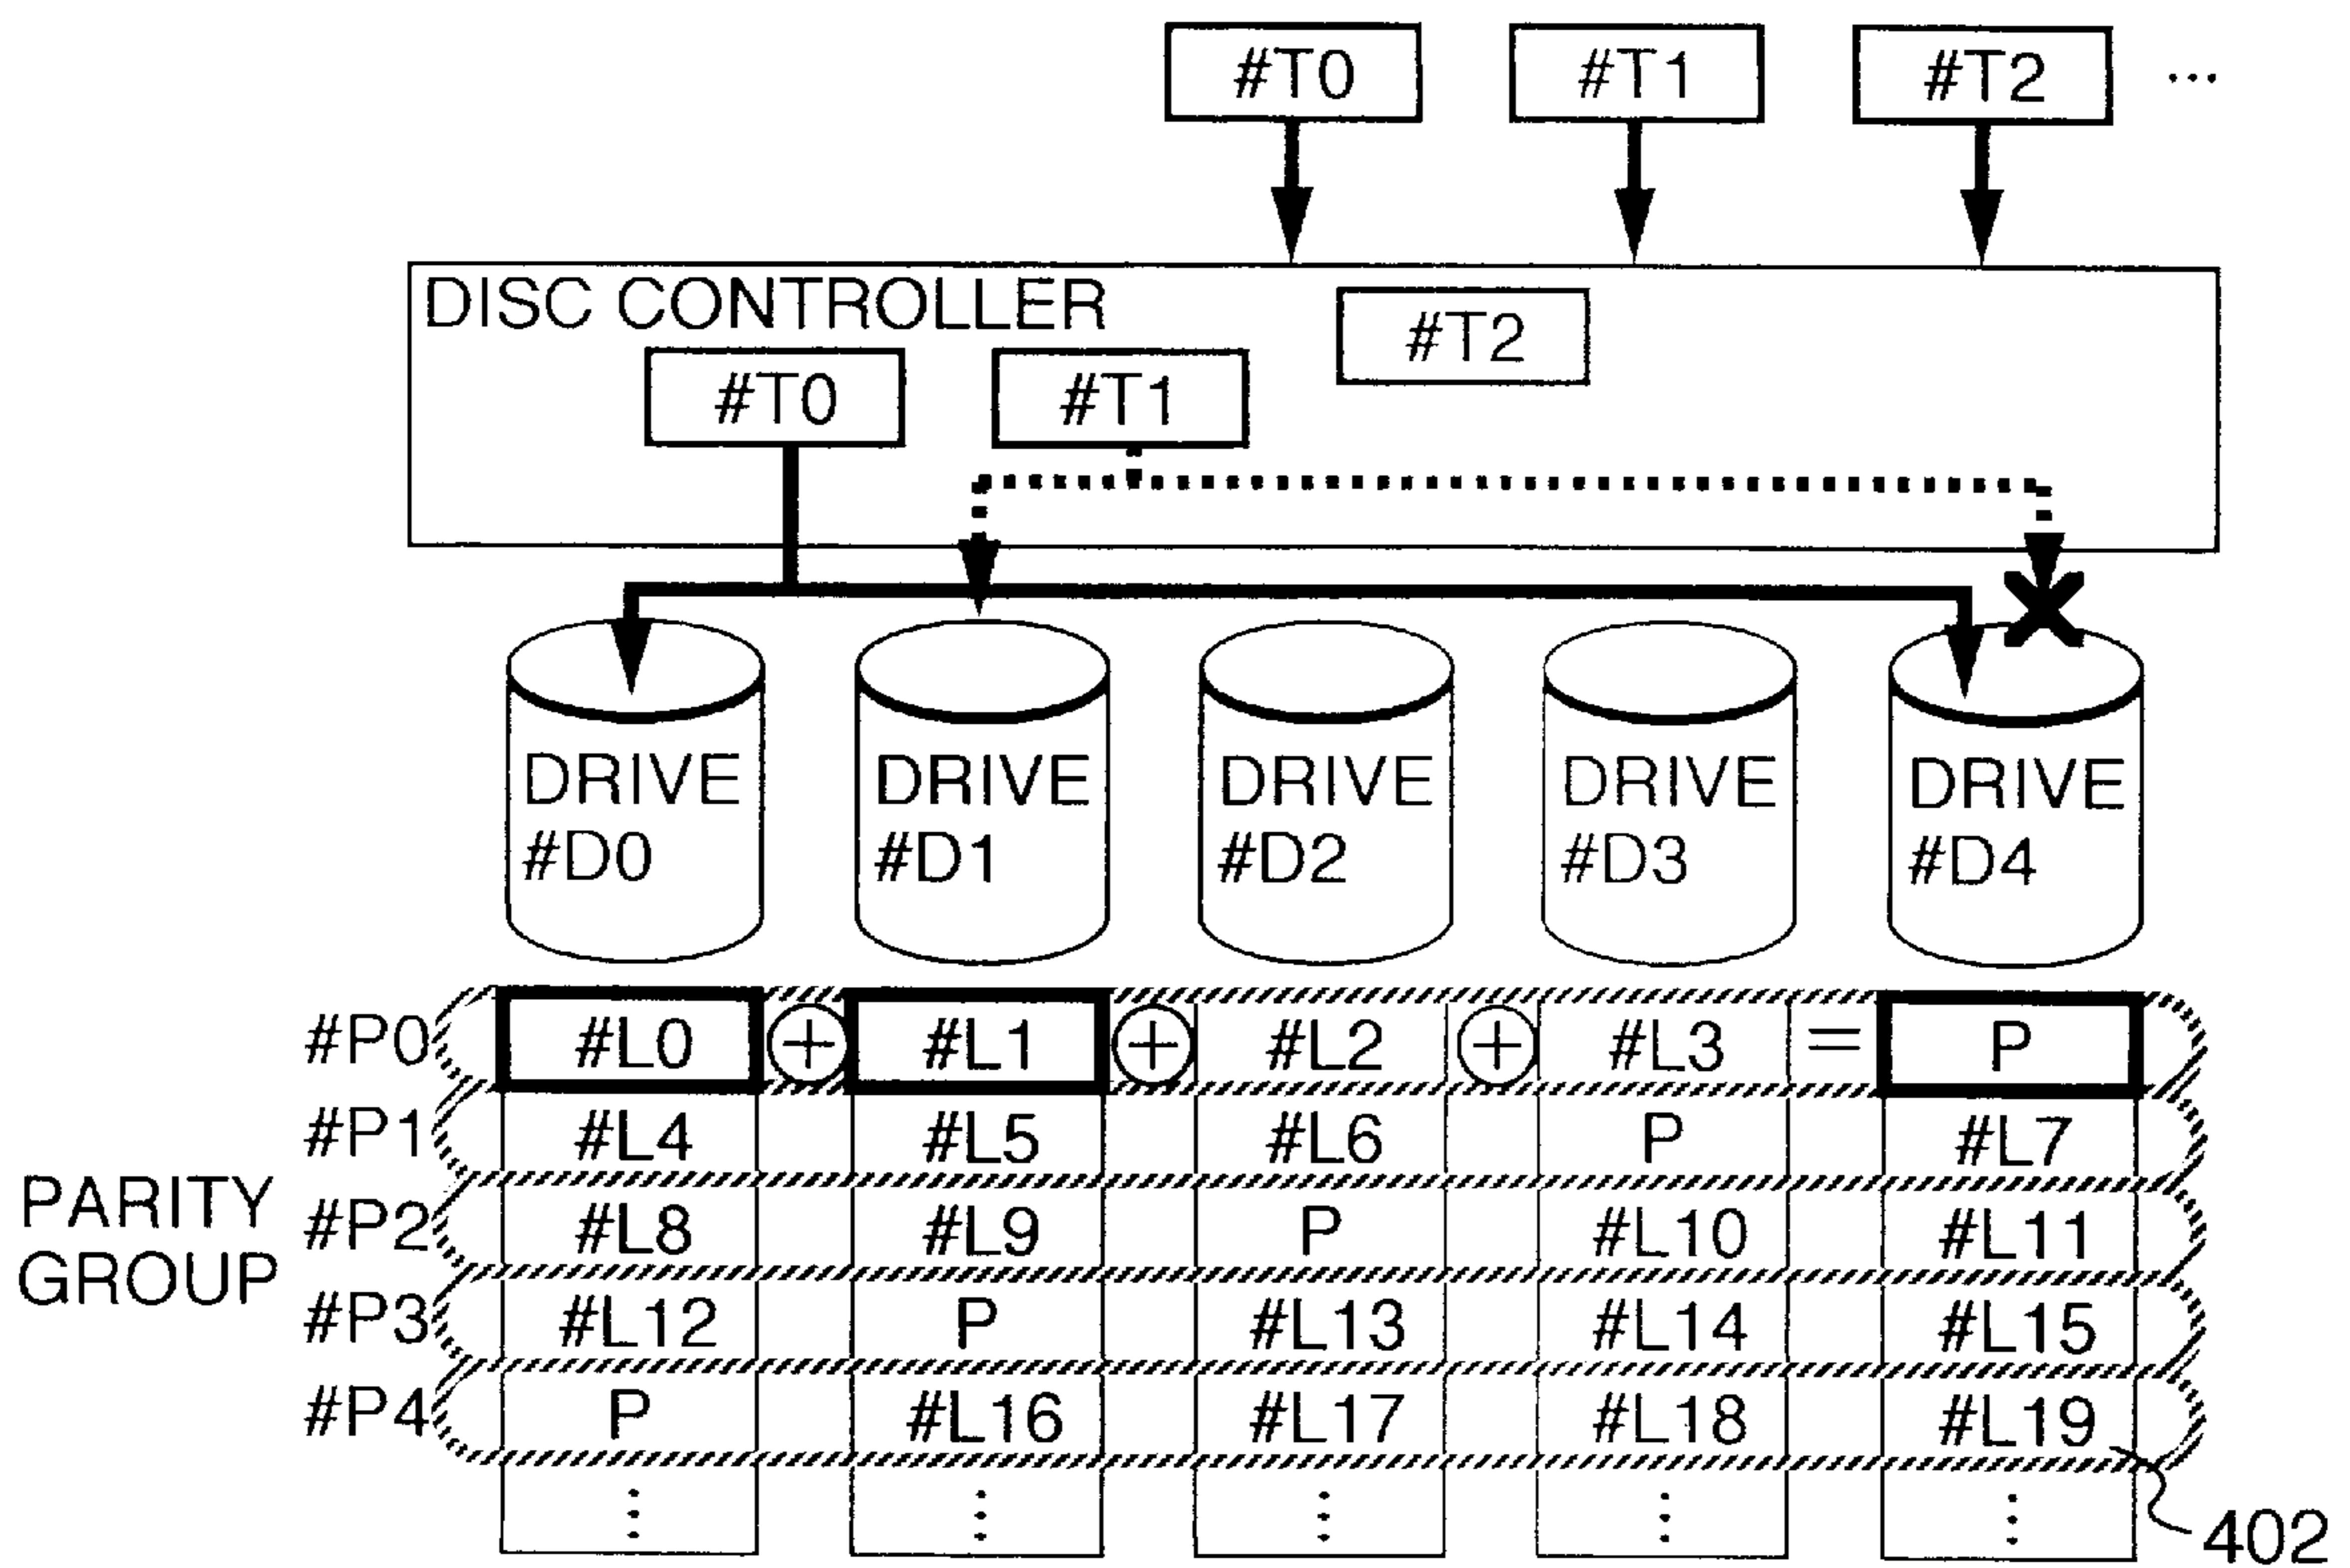 #T0 #T1 #T2 ...
DISC CONTROLLER
#T2
#T0 #T1
DRIVE #D0
DRIVE #D1
DRIVE #D2
DRIVE #D3
DRIVE #D4
PARITY GROUP
#P0 #L0 ⊕ #L1 ⊕ #L2 ⊕ #L3 = P
#P1 #L4 #L5 #L6 P #L7
#P2 #L8 #L9 P #L10 #L11
#P3 #L12 P #L13 #L14 #L15
#P4 P #L16 #L17 #L18 #L19
402